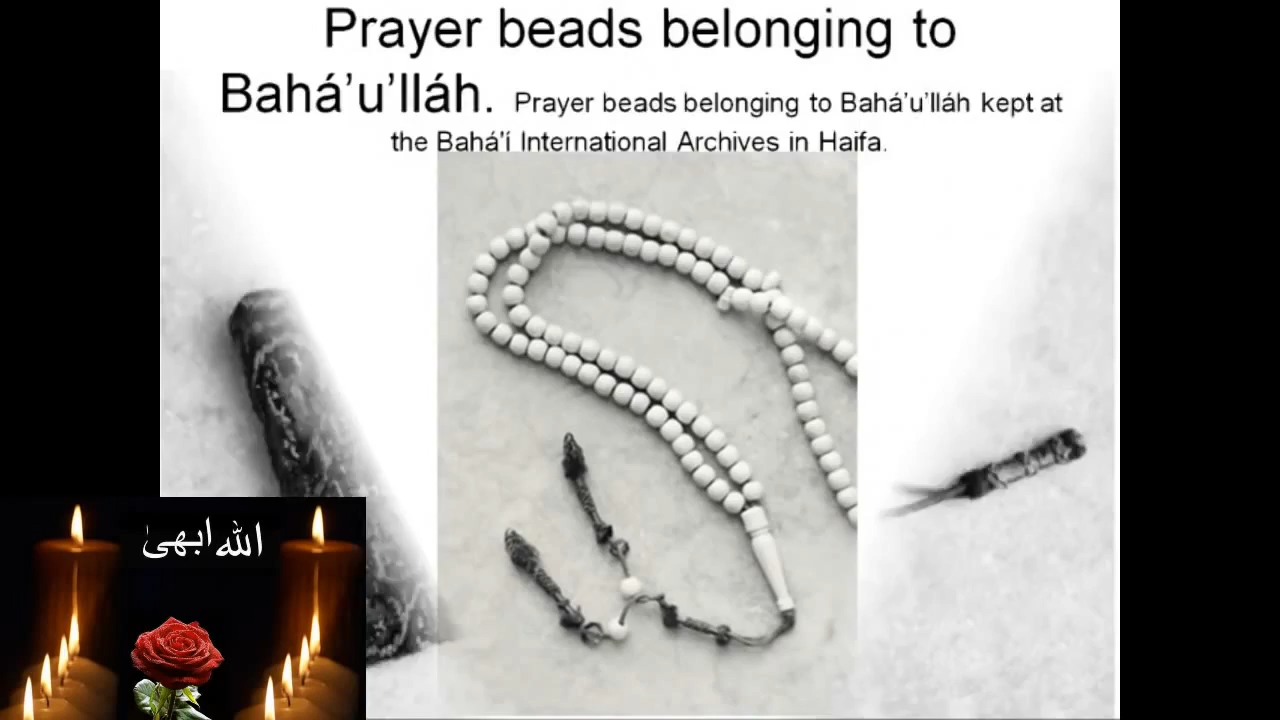 Prayer beads belonging to
Bahá’u’lláh. Prayer beads belonging to Bahá’u’lláh kept at
the Bahá’í International Archives in Haifa.
الله ابهیٰ